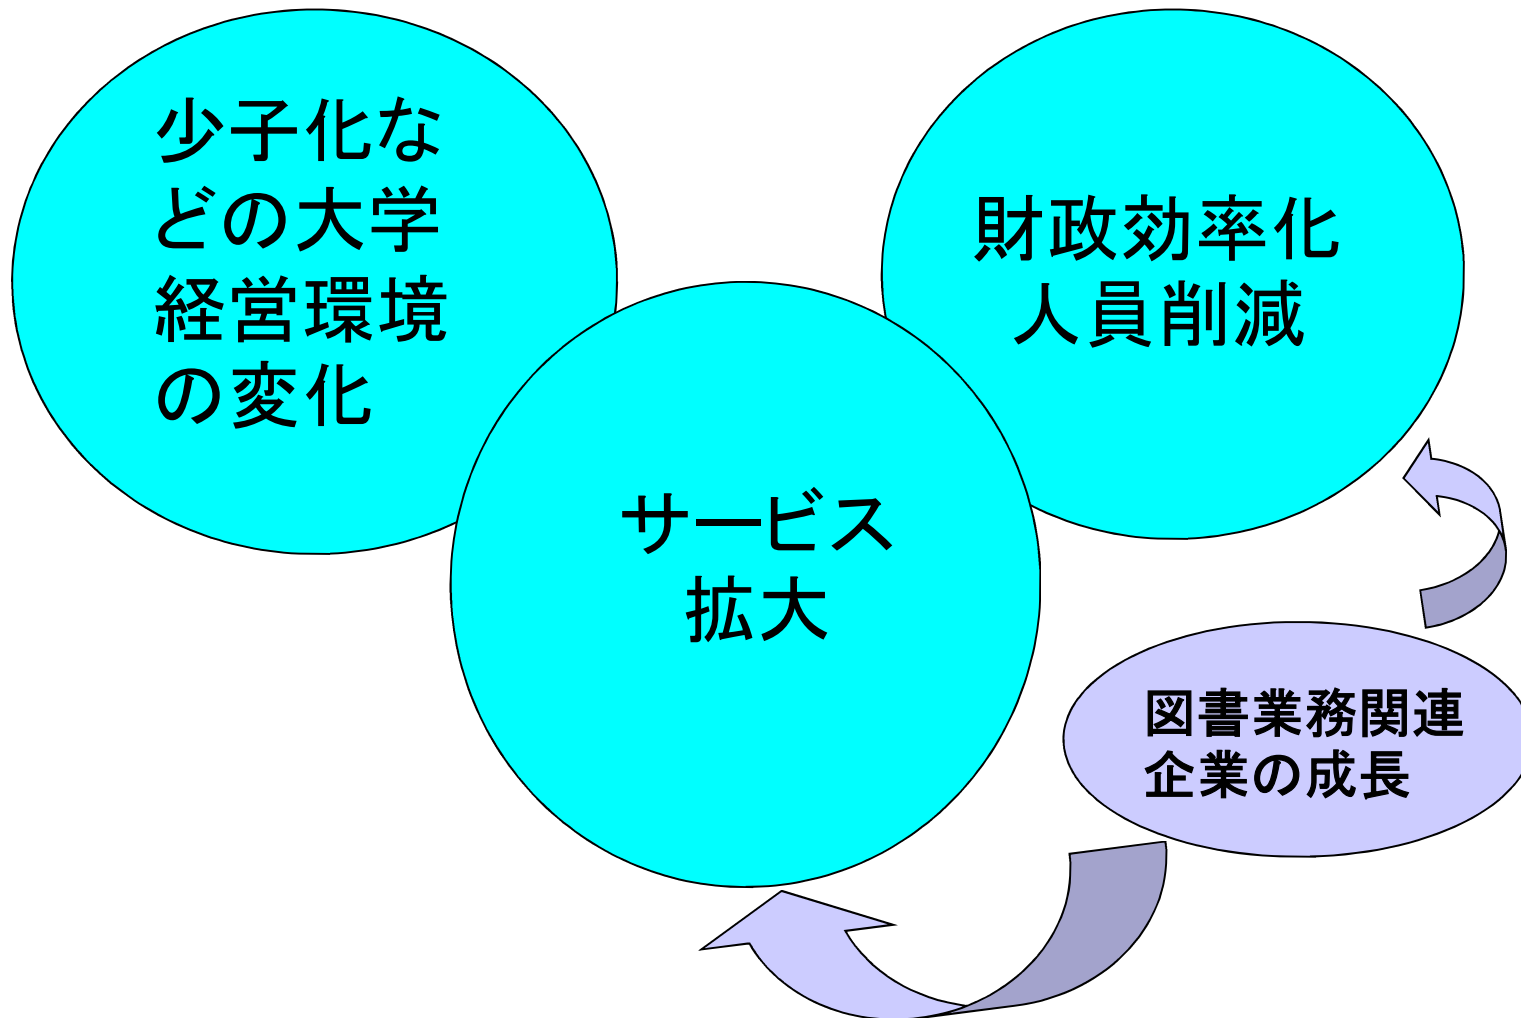 少子化な
どの大学
経営環境
の変化
財政効率化
人員削減
サービス
拡大
図書業務関連
企業の成長